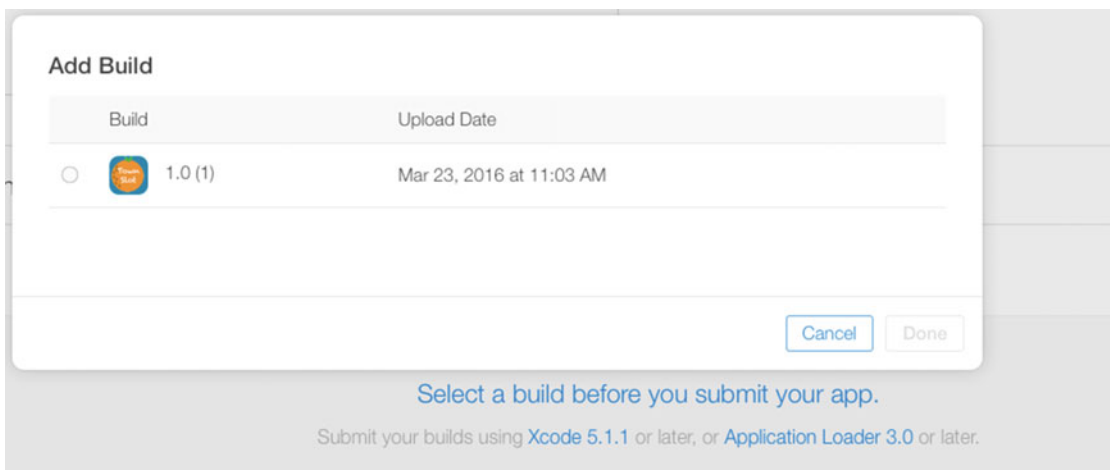 Add Build
Build Upload Date
1.0 (1) Mar 23, 2016 at 11:03 AM
Cancel Done
Select a build before you submit your app.
Submit your builds using Xcode 5.1.1 or later, or Application Loader 3.0 or later.